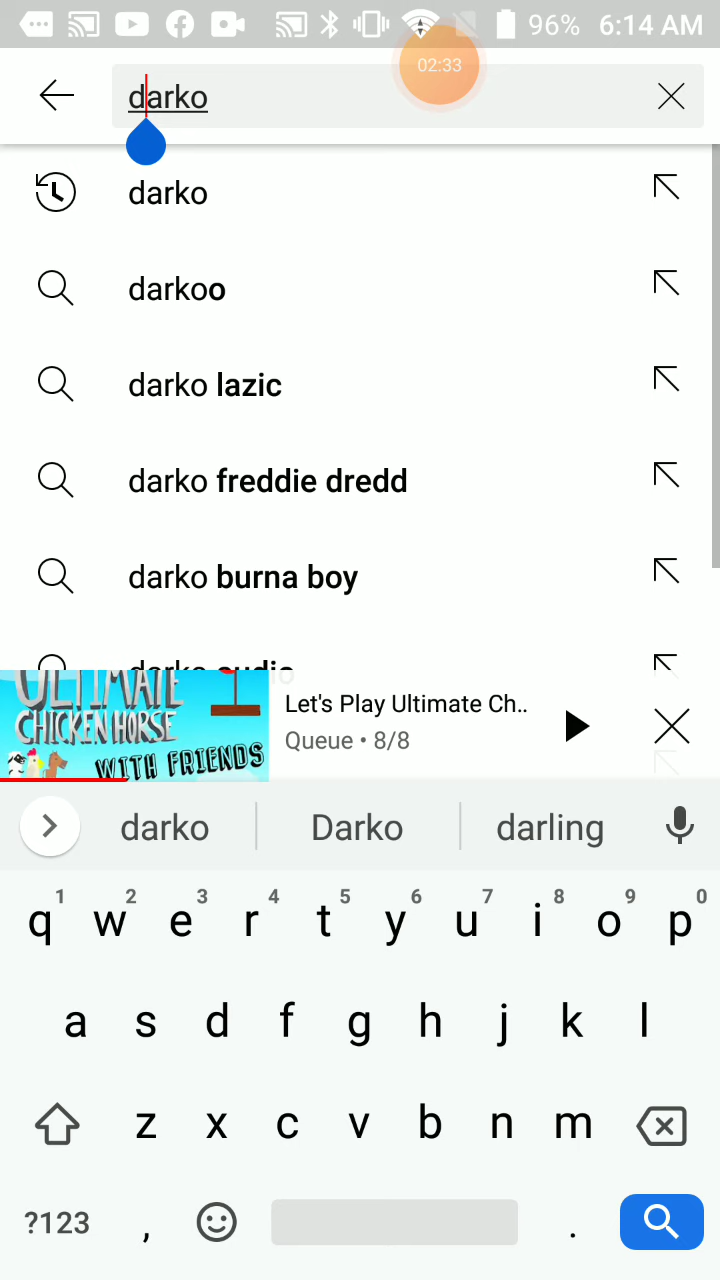 96% 6:14 AM
02:33
darko
darko
darkoo
darko lazic
darko freddie dredd
darko burna boy
darko audio
ULTIMATE
CHICKEN HORSE
WITH FRIENDS
Let's Play Ultimate Ch..
Queue • 8/8
darko Darko darling
1 2 3 4 5 6 7 8 9 0
q w e r t y u i o p
a s d f g h j k l
z x c v b n m
?123 , .